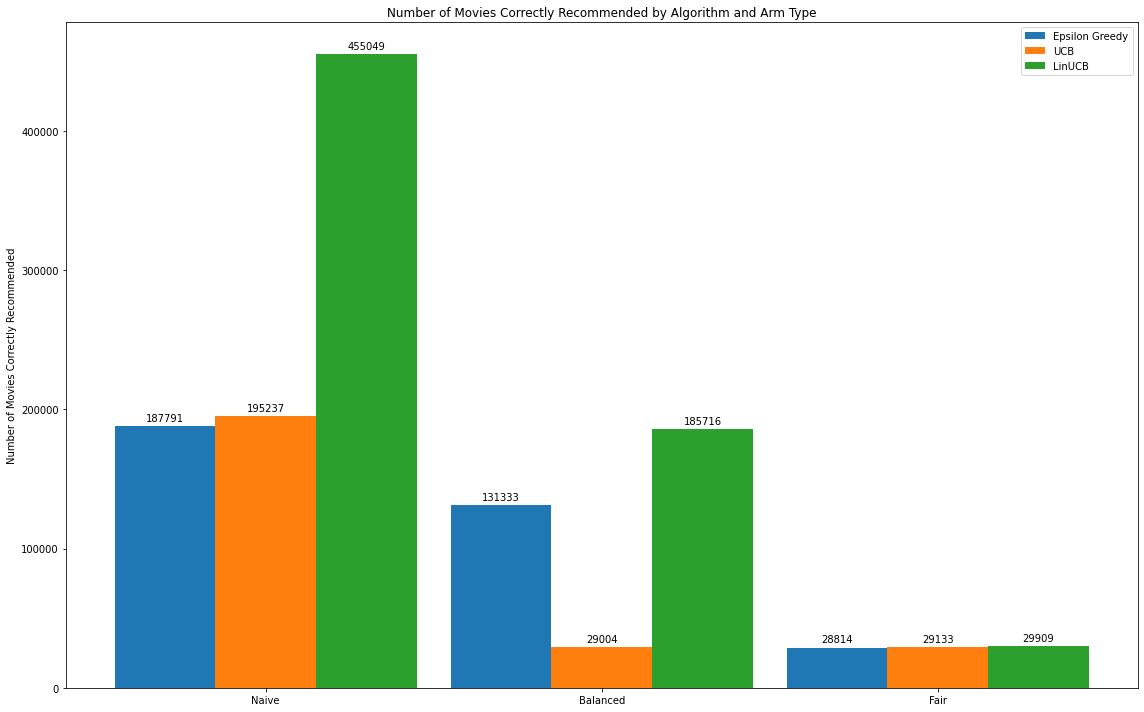 Number of Movies Correctly Recommended by Algorithm and Arm Type
Epsilon Greedy
UCB
LinUCB
Number of Movies Correctly Recommended
400000
300000
200000
100000
0
187791
195237
455049
131333
29004
185716
28814
29133
29909
Naive
Balanced
Fair